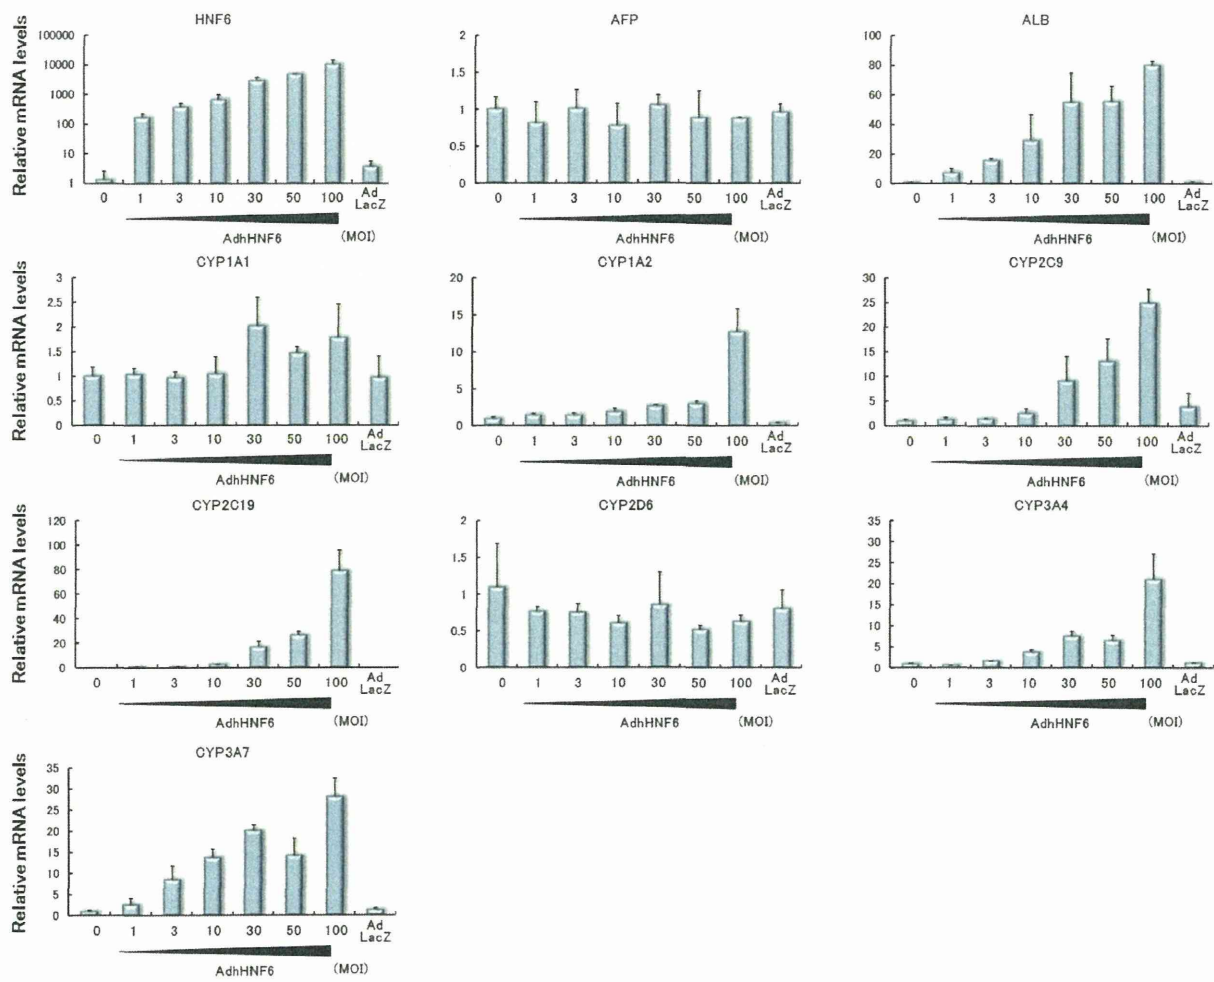 HNF6
Relative mRNA levels
100000
10000
1000
100
10
1
0 1 3 10 30 50 100 Ad LacZ
AdhHNF6 (MOI)
AFP
2
1.5
1
0.5
0
0 1 3 10 30 50 100 Ad LacZ
AdhHNF6 (MOI)
ALB
100
80
60
40
20
0
0 1 3 10 30 50 100 Ad LacZ
AdhHNF6 (MOI)
CYP1A1
Relative mRNA levels
3
2.5
2
1.5
1
0.5
0
0 1 3 10 30 50 100 Ad LacZ
AdhHNF6 (MOI)
CYP1A2
20
15
10
5
0
0 1 3 10 30 50 100 Ad LacZ
AdhHNF6 (MOI)
CYP2C9
30
25
20
15
10
5
0
0 1 3 10 30 50 100 Ad LacZ
AdhHNF6 (MOI)
CYP2C19
Relative mRNA levels
120
100
80
60
40
20
0
0 1 3 10 30 50 100 Ad LacZ
AdhHNF6 (MOI)
CYP2D6
2
1.5
1
0.5
0
0 1 3 10 30 50 100 Ad LacZ
AdhHNF6 (MOI)
CYP3A4
35
30
25
20
15
10
5
0
0 1 3 10 30 50 100 Ad LacZ
AdhHNF6 (MOI)
CYP3A7
Relative mRNA levels
35
30
25
20
15
10
5
0
0 1 3 10 30 50 100 Ad LacZ
AdhHNF6 (MOI)